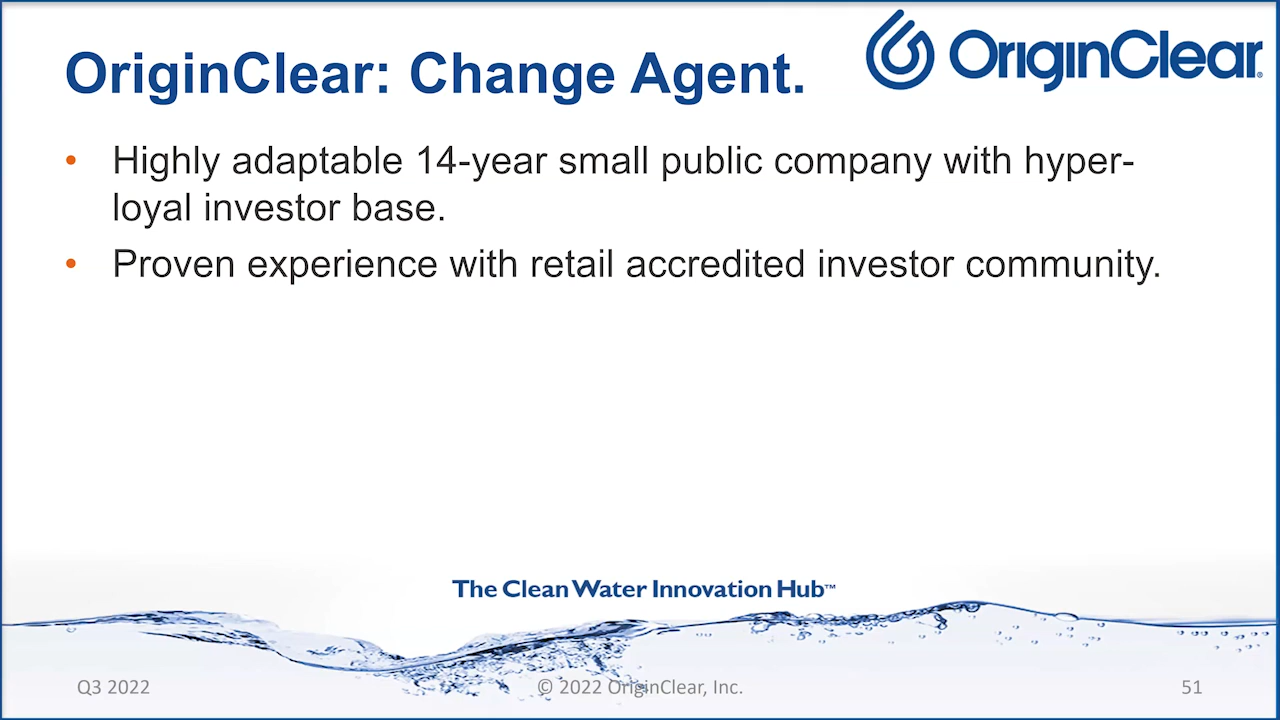 OriginClear: Change Agent.
OriginClear®
• Highly adaptable 14-year small public company with hyper-
loyal investor base.
• Proven experience with retail accredited investor community.
The Clean Water Innovation Hub™
Q3 2022
© 2022 OriginClear, Inc.
51